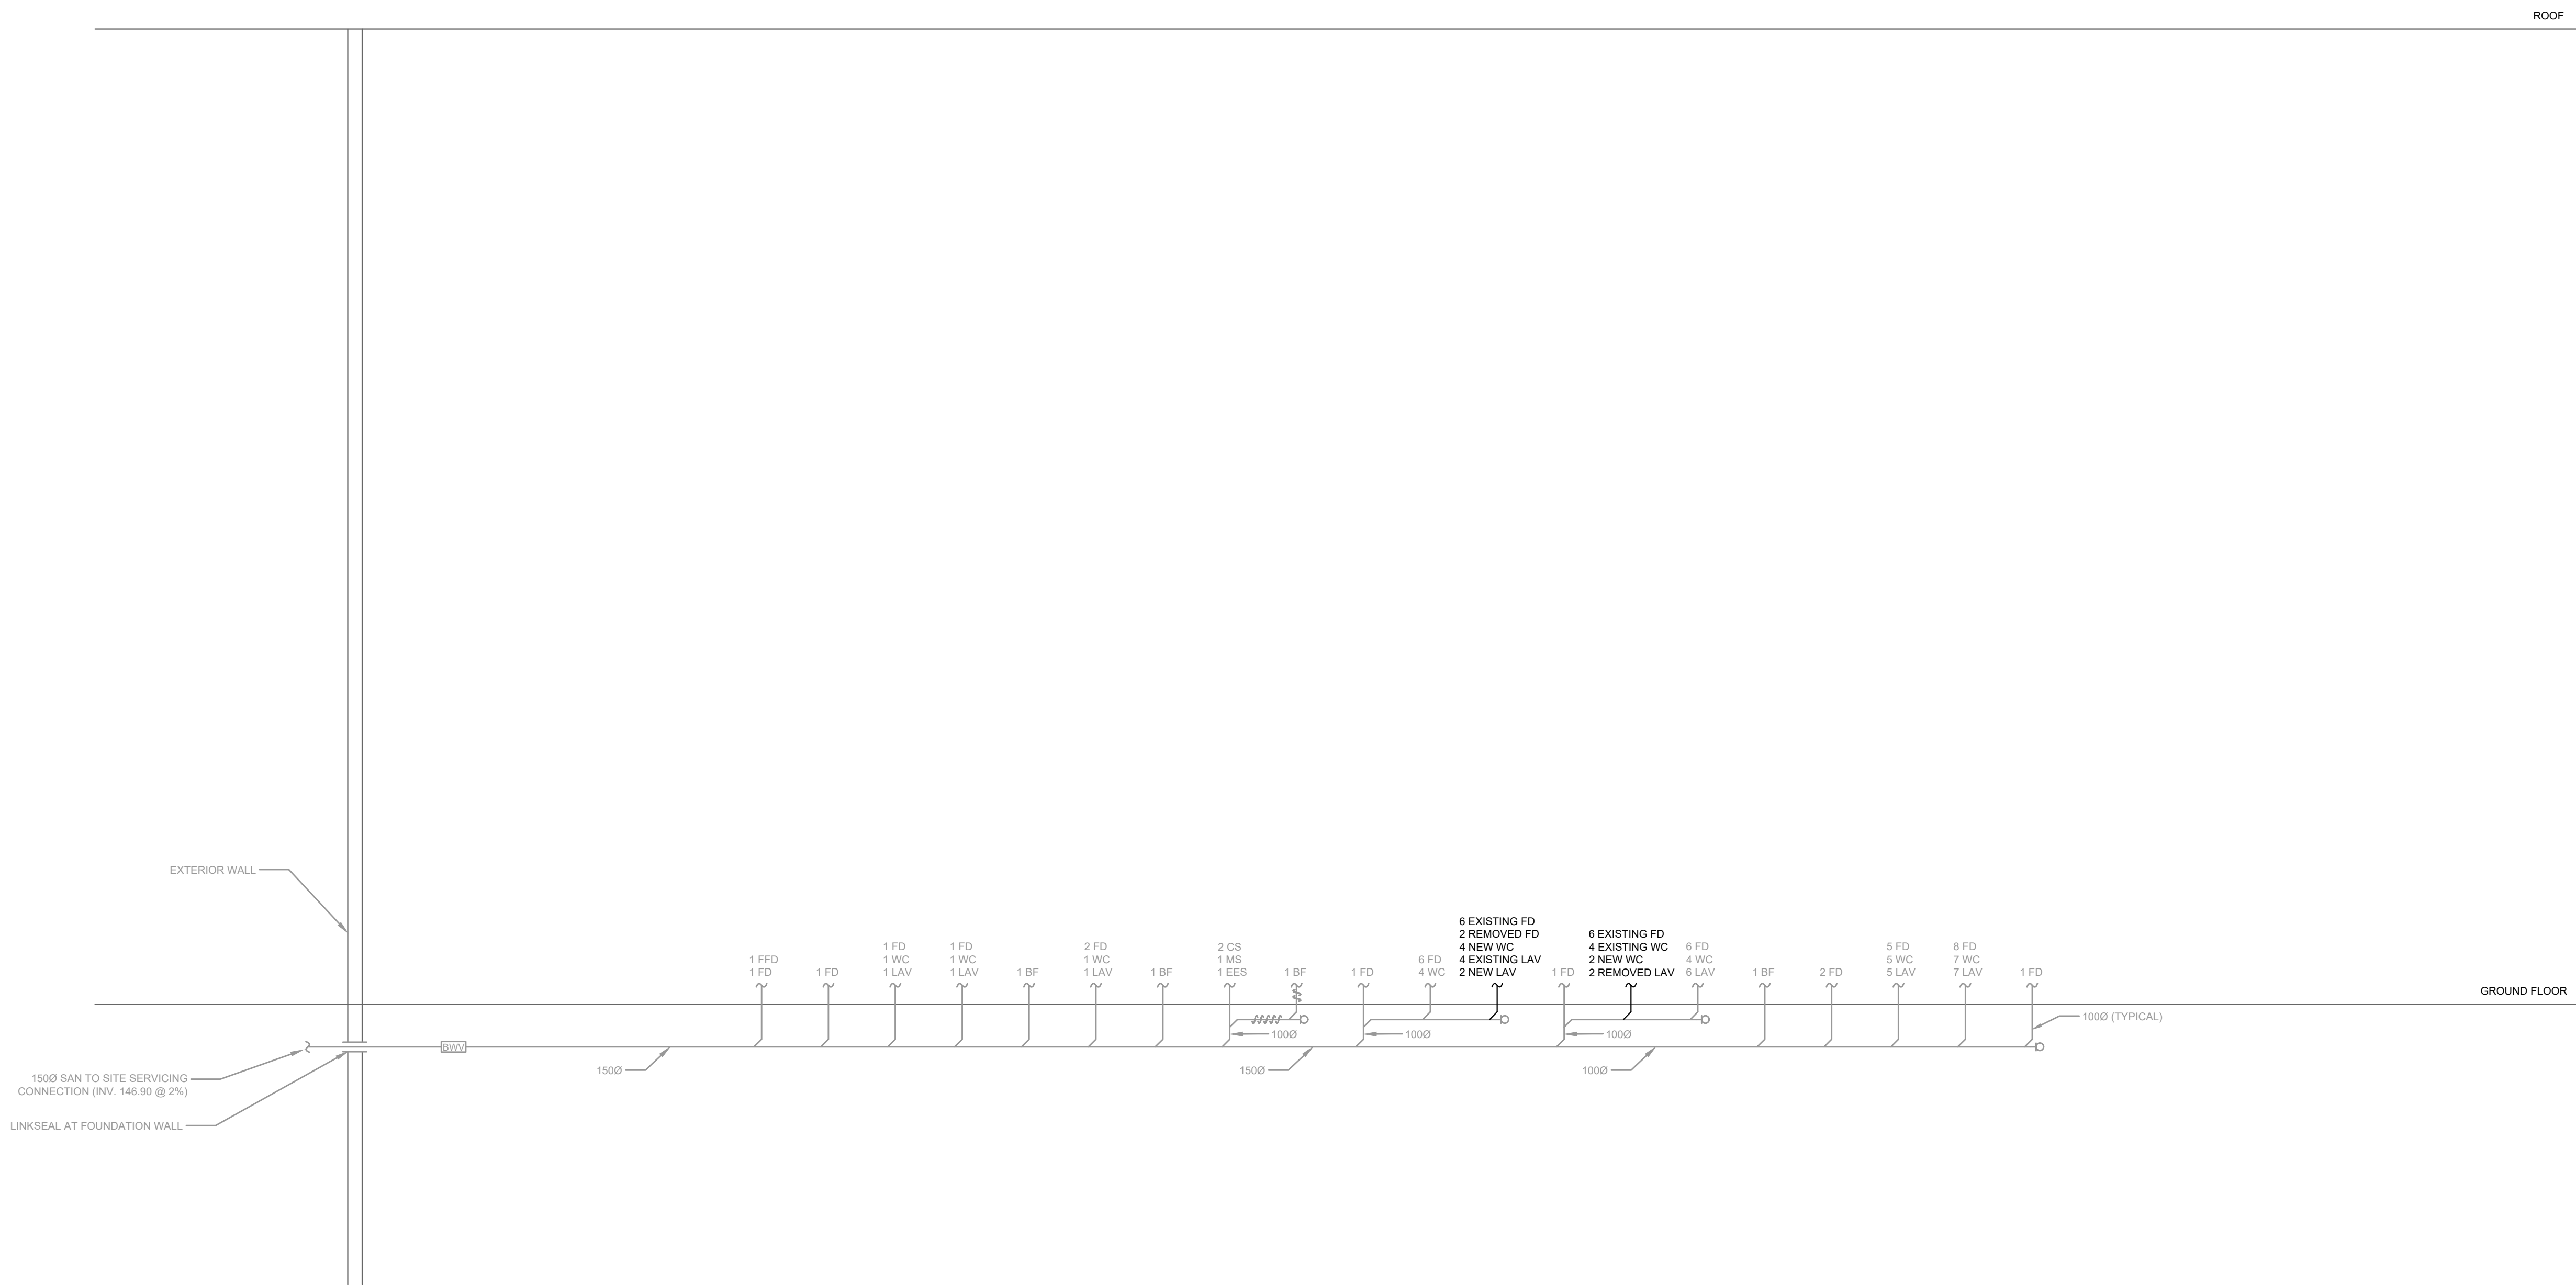 ROOF
EXTERIOR WALL
1 FFD
1 FD
1 FD
1 FD
1 WC
1 LAV
1 FD
1 WC
1 LAV
1 BF
2 FD
1 WC
1 LAV
1 BF
2 CS
1 MS
1 EES
1 BF
1 FD
6 FD
4 WC
6 EXISTING FD
2 REMOVED FD
4 NEW WC
4 EXISTING LAV
2 NEW LAV
1 FD
6 EXISTING FD
4 EXISTING WC
2 NEW WC
2 REMOVED LAV
6 FD
4 WC
6 LAV
1 BF
2 FD
5 FD
5 WC
5 LAV
8 FD
7 WC
7 LAV
1 FD
GROUND FLOOR
100Ø (TYPICAL)
100Ø
100Ø
100Ø
BWV
150Ø
150Ø
100Ø
150Ø SAN TO SITE SERVICING
CONNECTION (INV. 146.90 @ 2%)
LINKSEAL AT FOUNDATION WALL